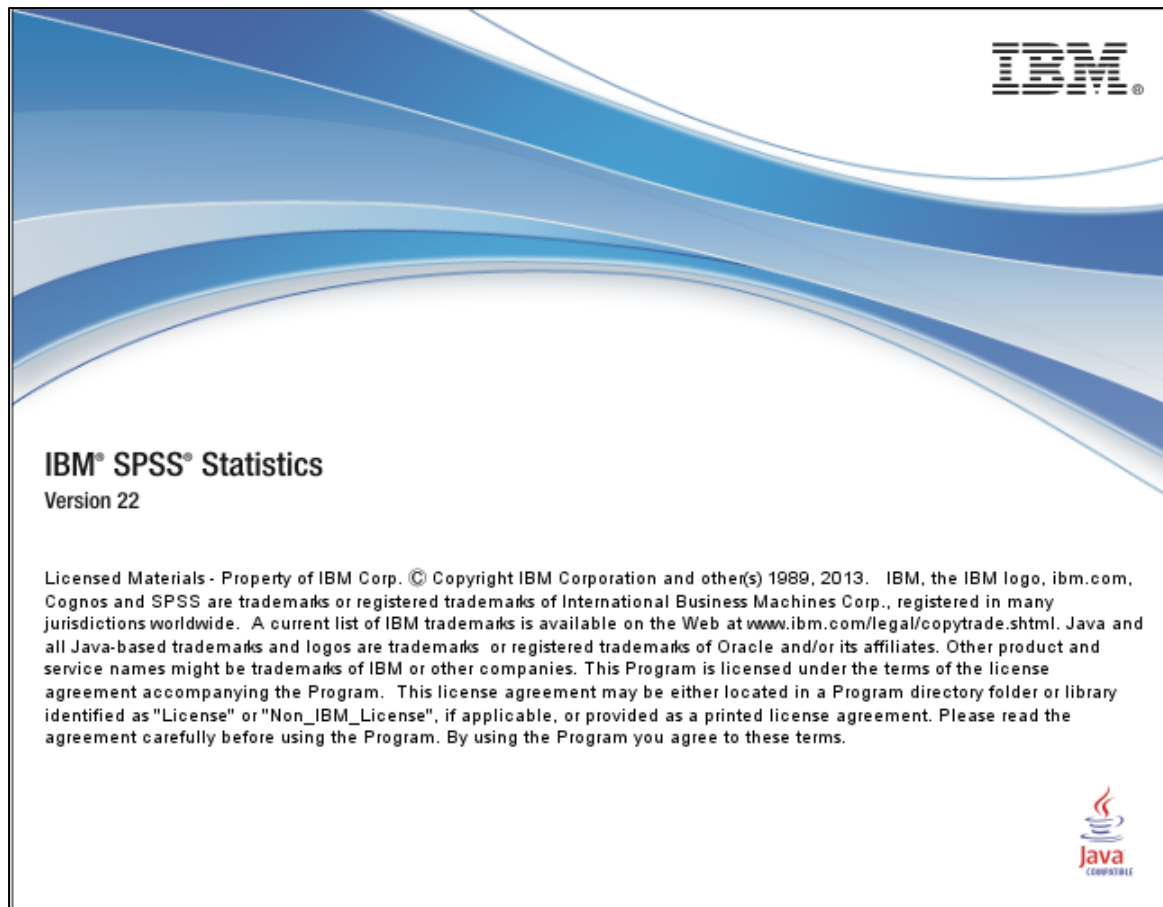 IBM®
IBM® SPSS® Statistics
Version 22
Licensed Materials - Property of IBM Corp. © Copyright IBM Corporation and other(s) 1989, 2013. IBM, the IBM logo, ibm.com,
Cognos and SPSS are trademarks or registered trademarks of International Business Machines Corp., registered in many
jurisdictions worldwide. A current list of IBM trademarks is available on the Web at www.ibm.com/legal/copytrade.shtml. Java and
all Java-based trademarks and logos are trademarks or registered trademarks of Oracle and/or its affiliates. Other product and
service names might be trademarks of IBM or other companies. This Program is licensed under the terms of the license
agreement accompanying the Program. This license agreement may be either located in a Program directory folder or library
identified as "License" or "Non_IBM_License", if applicable, or provided as a printed license agreement. Please read the
agreement carefully before using the Program. By using the Program you agree to these terms.
Java
COMPATIBLE